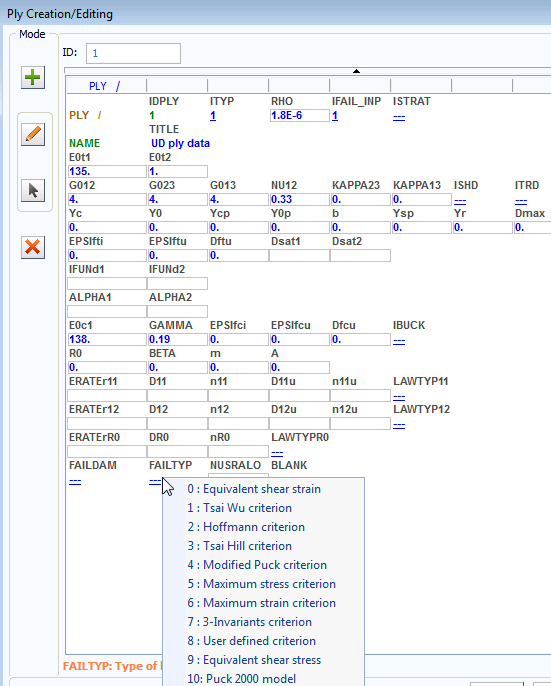 Ply Creation/Editing
Mode
ID: 1
PLY /
IDPLY ITYP RHO IFAIL_INP ISTRAT
PLY / 1 1 1.8E-6 1 ---
TITLE
NAME UD ply data
E0t1 E0t2
135. 1.
G012 G023 G013 NU12 KAPPA23 KAPPA13 ISHD ITRD
4. 4. 4. 0.33 0. 0. --- ---
Yc Y0 Ycp Y0p b Ysp Yr Dmax
0. 0. 0. 0. 0. 0. 0. 0.
EPSIfti EPSIftu Dftu Dsat1 Dsat2
0. 0. 0.
IFUNd1 IFUNd2
ALPHA1 ALPHA2
E0c1 GAMMA EPSIfci EPSIfcu Dfcu IBUCK
138. 0.19 0. 0. 0. ---
R0 BETA m A
0. 0. 0. 0.
ERATEr11 D11 n11 D11u n11u LAWTYP11
---
ERATEr12 D12 n12 D12u n12u LAWTYP12
---
ERATErR0 DR0 nR0 LAWTYPR0
---
FAILDAM FAILTYP NUSRALO BLANK
--- ---
0 : Equivalent shear strain
1 : Tsai Wu criterion
2 : Hoffmann criterion
3 : Tsai Hill criterion
4 : Modified Puck criterion
5 : Maximum stress criterion
6 : Maximum strain criterion
7 : 3-Invariants criterion
8 : User defined criterion
9 : Equivalent shear stress
10: Puck 2000 model
FAILTYP: Type of